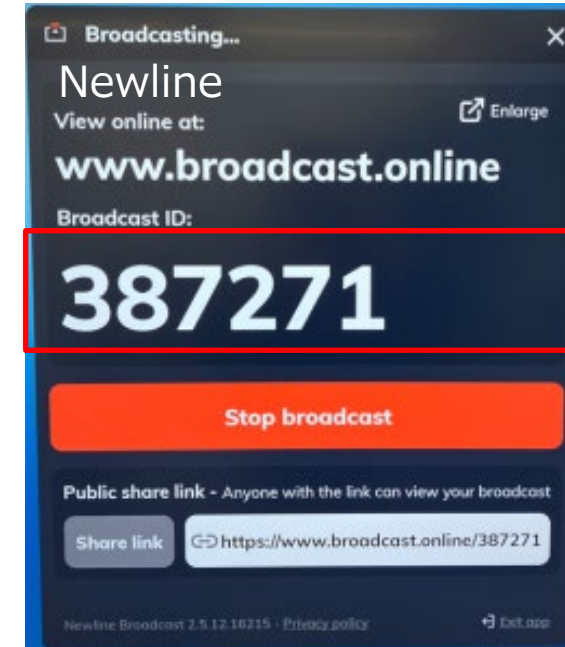 Broadcasting...
Newline
View online at:
Enlarge
www.broadcast.online
Broadcast ID:
387271
Stop broadcast
Public share link - Anyone with the link can view your broadcast
Share link
https://www.broadcast.online/387271
Newline Broadcast 2.5.12.16215 - Privacy policy
Exit app